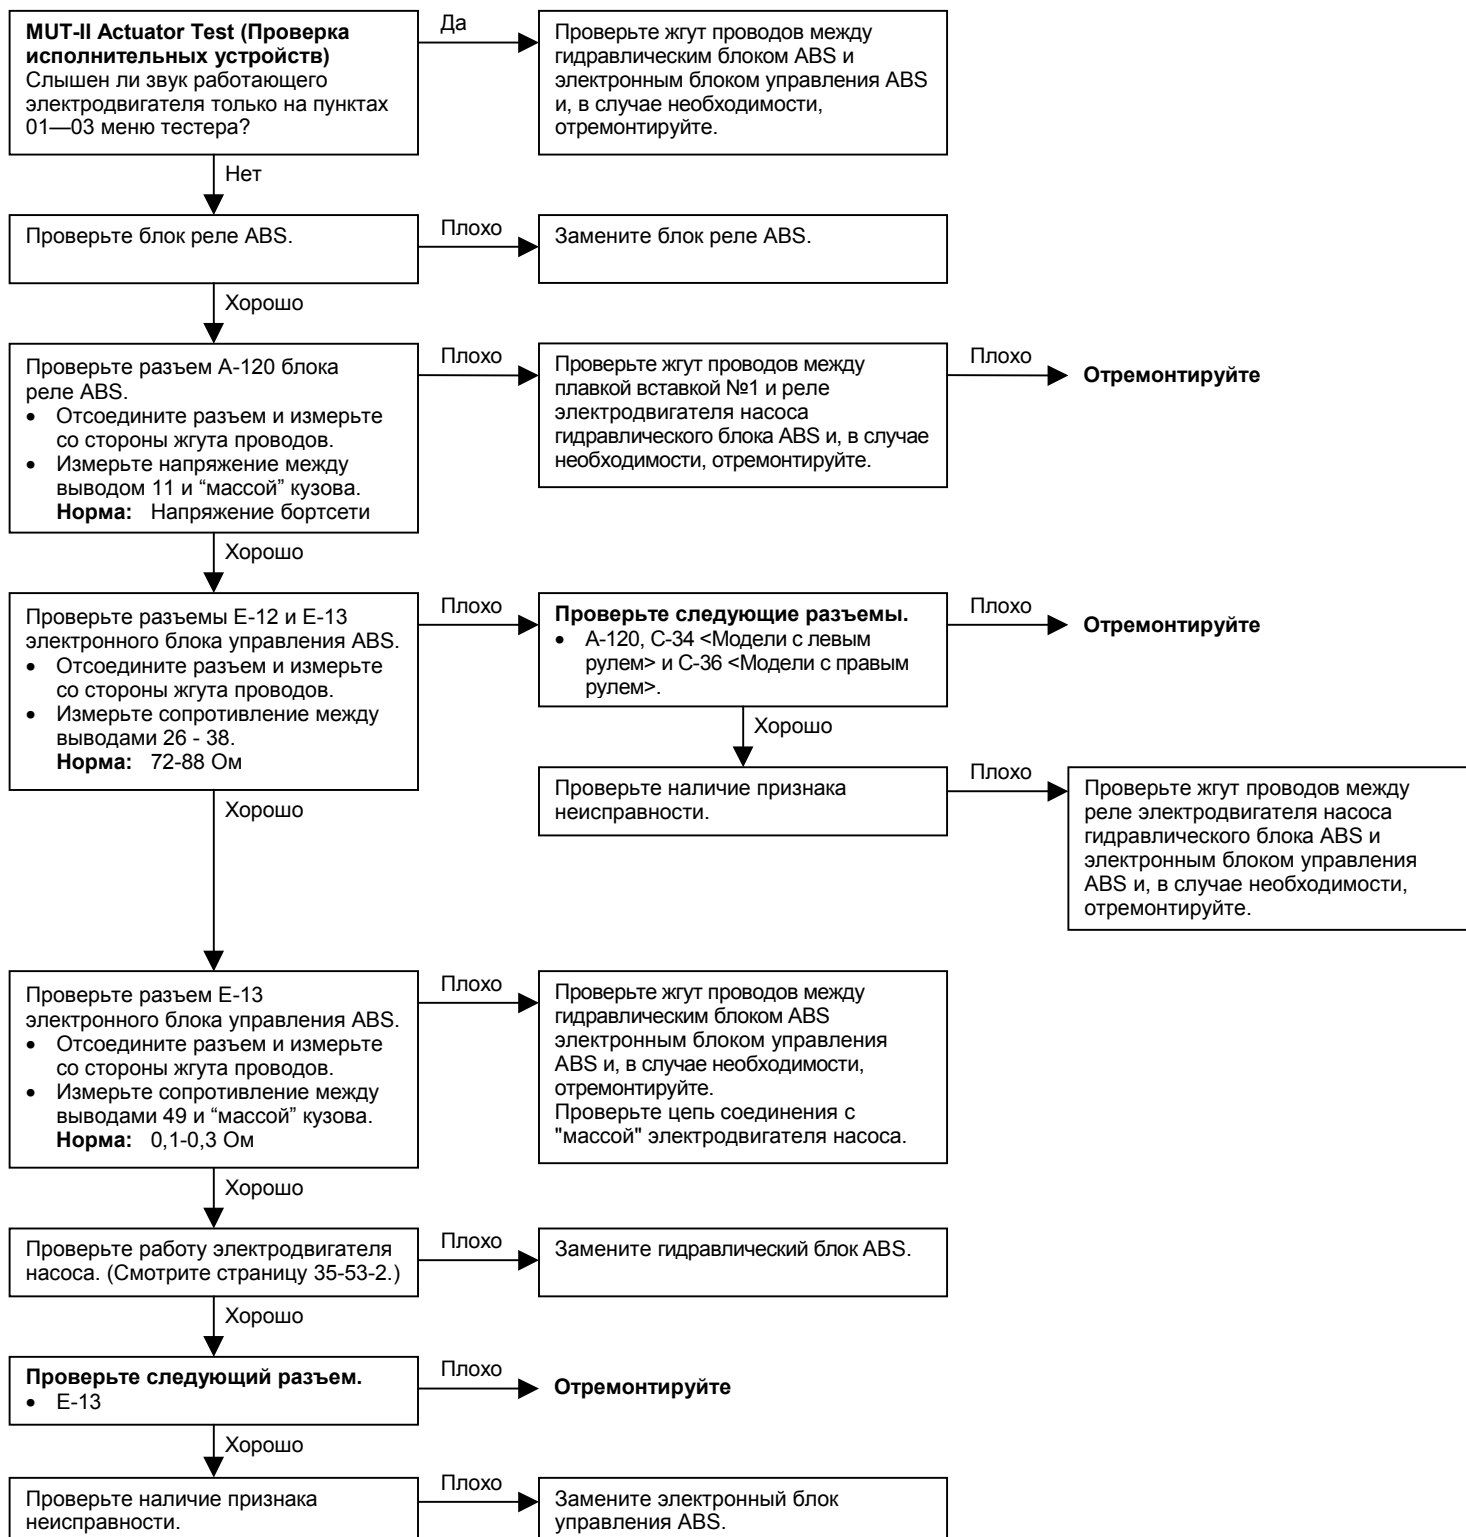 MUT-II Actuator Test (Проверка
исполнительных устройств)
Слышен ли звук работающего
электродвигателя только на пунктах
01—03 меню тестера?
Да
Проверьте жгут проводов между
гидравлическим блоком ABS и
электронным блоком управления ABS
и, в случае необходимости,
отремонтируйте.
Нет
Проверьте блок реле ABS.
Плохо
Замените блок реле ABS.
Хорошо
Проверьте разъем А-120 блока
реле ABS.
• Отсоедините разъем и измерьте
со стороны жгута проводов.
• Измерьте напряжение между
выводом 11 и “массой” кузова.
Норма: Напряжение бортсети
Плохо
Проверьте жгут проводов между
плавкой вставкой №1 и реле
электродвигателя насоса
гидравлического блока ABS и, в случае
необходимости, отремонтируйте.
Плохо
Отремонтируйте
Хорошо
Проверьте разъемы Е-12 и Е-13
электронного блока управления ABS.
• Отсоедините разъем и измерьте
со стороны жгута проводов.
• Измерьте сопротивление между
выводами 26 - 38.
Норма: 72-88 Ом
Плохо
Проверьте следующие разъемы.
• А-120, С-34 <Модели с левым
рулем> и С-36 <Модели с правым
рулем>.
Плохо
Отремонтируйте
Хорошо
Проверьте наличие признака
неисправности.
Плохо
Проверьте жгут проводов между
реле электродвигателя насоса
гидравлического блока ABS и
электронным блоком управления
ABS и, в случае необходимости,
отремонтируйте.
Хорошо
Проверьте разъем Е-13
электронного блока управления ABS.
• Отсоедините разъем и измерьте
со стороны жгута проводов.
• Измерьте сопротивление между
выводами 49 и “массой” кузова.
Норма: 0,1-0,3 Ом
Плохо
Проверьте жгут проводов между
гидравлическим блоком ABS
электронным блоком управления
ABS и, в случае необходимости,
отремонтируйте.
Проверьте цепь соединения с
"массой" электродвигателя насоса.
Хорошо
Проверьте работу электродвигателя
насоса. (Смотрите страницу 35-53-2.)
Плохо
Замените гидравлический блок ABS.
Хорошо
Проверьте следующий разъем.
• Е-13
Плохо
Отремонтируйте
Хорошо
Проверьте наличие признака
неисправности.
Плохо
Замените электронный блок
управления ABS.